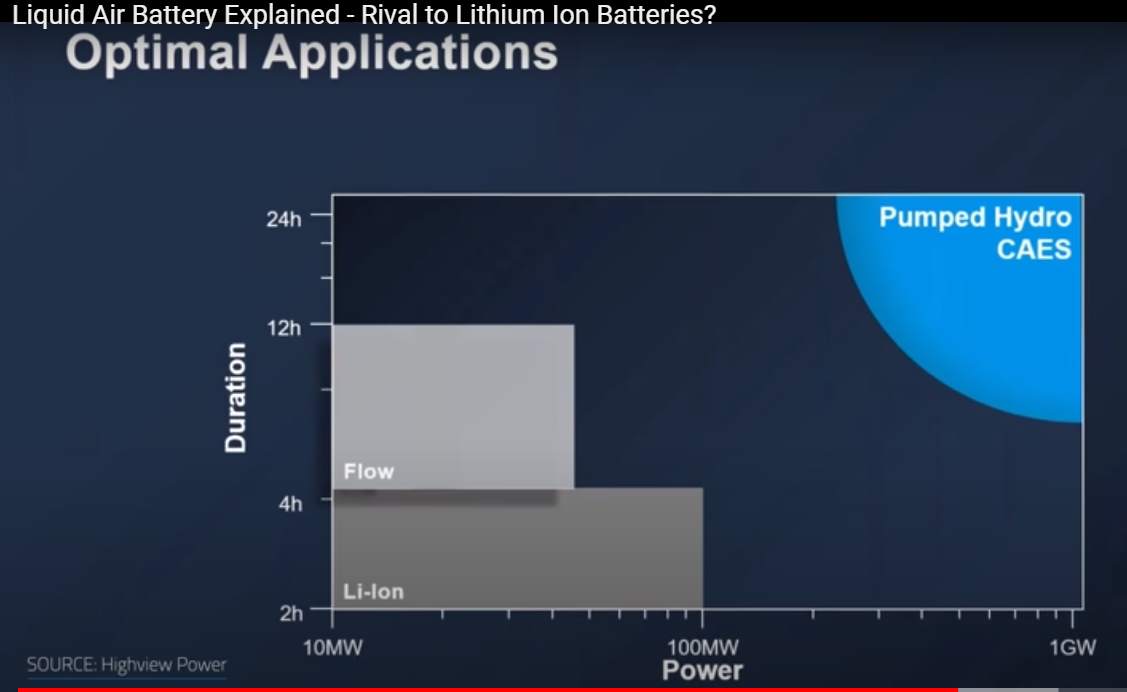 Liquid Air Battery Explained - Rival to Lithium Ion Batteries?
Optimal Applications
Pumped Hydro
CAES
24h
12h
Duration
Flow
4h
Li-Ion
2h
10MW
100MW
1GW
Power
SOURCE: Highview Power